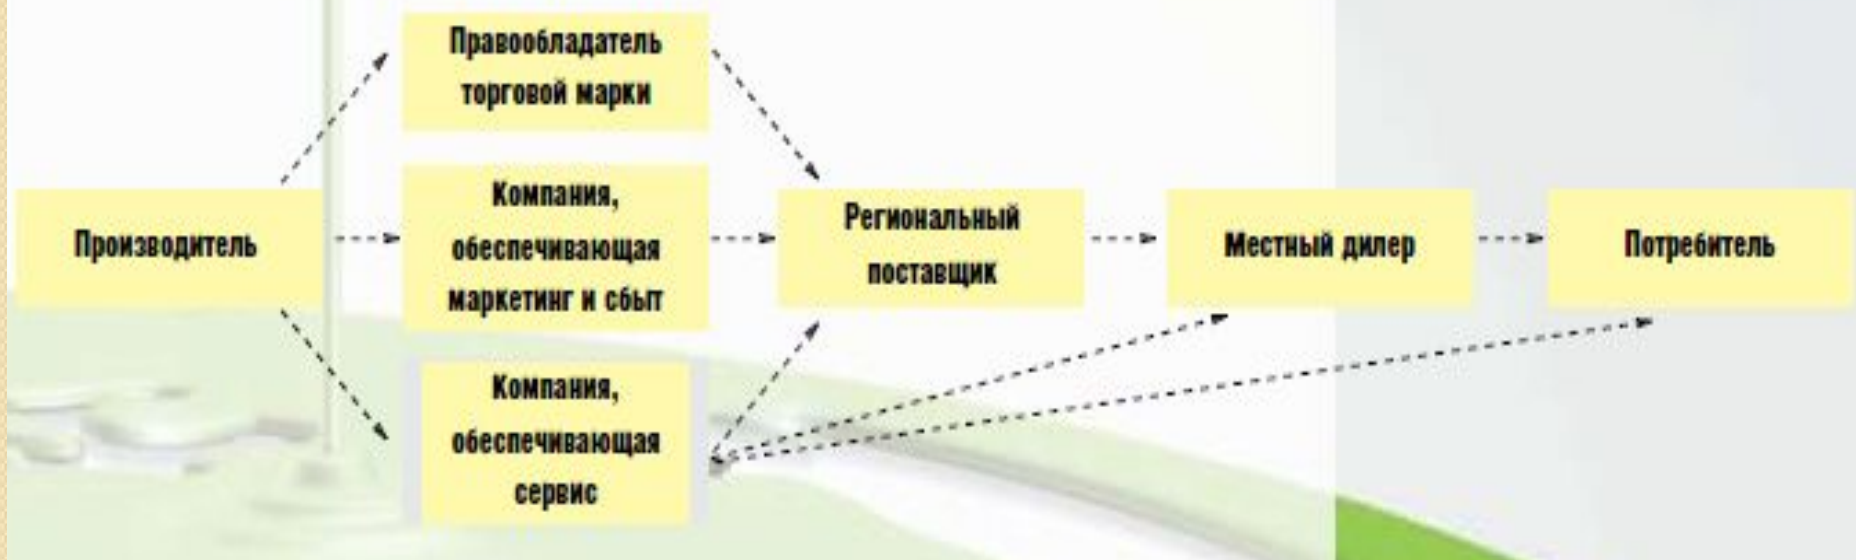 Правообладатель
торговой марки
Производитель
Компания,
обеспечивающая
маркетинг и сбыт
Региональный
поставщик
Местный дилер
Потребитель
Компания,
обеспечивающая
сервис